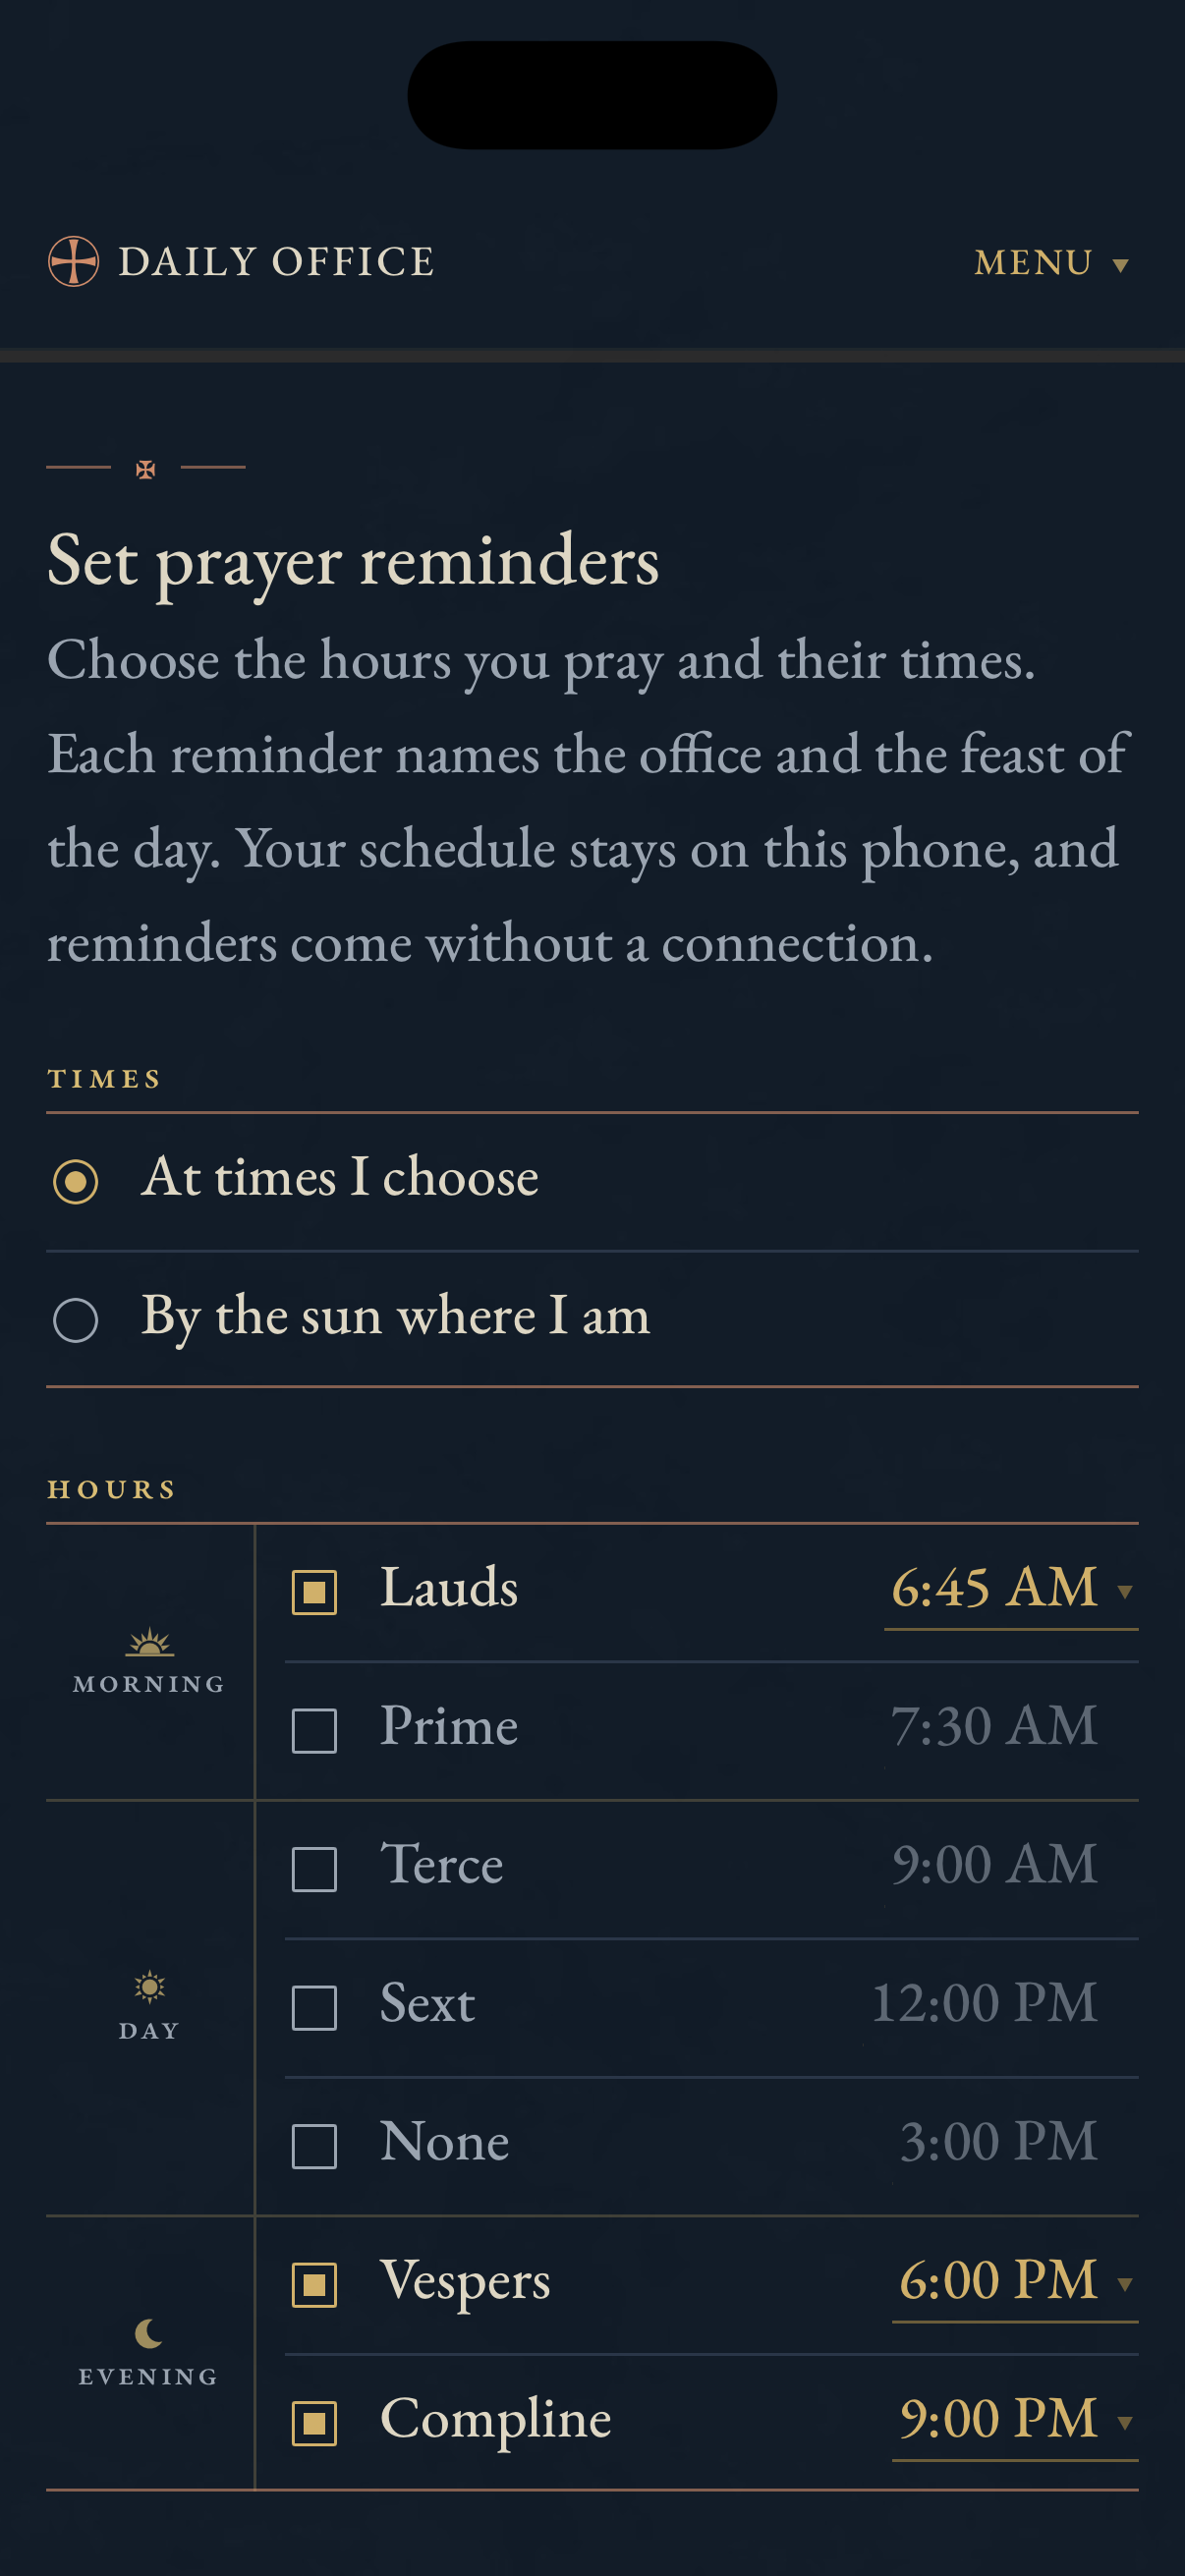 DAILY OFFICE
MENU ▼
Set prayer reminders
Choose the hours you pray and their times.
Each reminder names the office and the feast of
the day. Your schedule stays on this phone, and
reminders come without a connection.
TIMES
At times I choose
By the sun where I am
HOURS
MORNING
Lauds 6:45 AM ▼
Prime 7:30 AM
DAY
Terce 9:00 AM
Sext 12:00 PM
None 3:00 PM
EVENING
Vespers 6:00 PM ▼
Compline 9:00 PM ▼